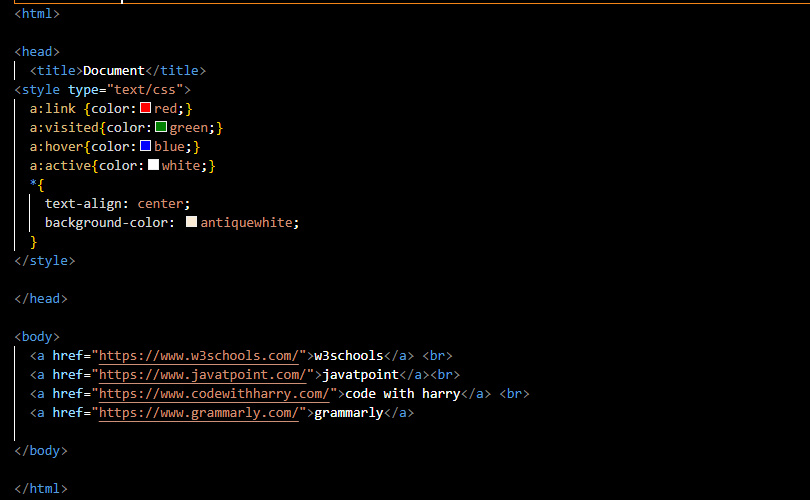 <html>
<head>
<title>Document</title>
<style type="text/css">
a:link {color:red;}
a:visited{color:green;}
a:hover{color:blue;}
a:active{color:white;}
*{
text-align: center;
background-color: antiquewhite;
}
</style>
</head>
<body>
<a href="https://www.w3schools.com/">w3schools</a> <br>
<a href="https://www.javatpoint.com/">javatpoint</a><br>
<a href="https://www.codewithharry.com/">code with harry</a> <br>
<a href="https://www.grammarly.com/">grammarly</a>
</body>
</html>